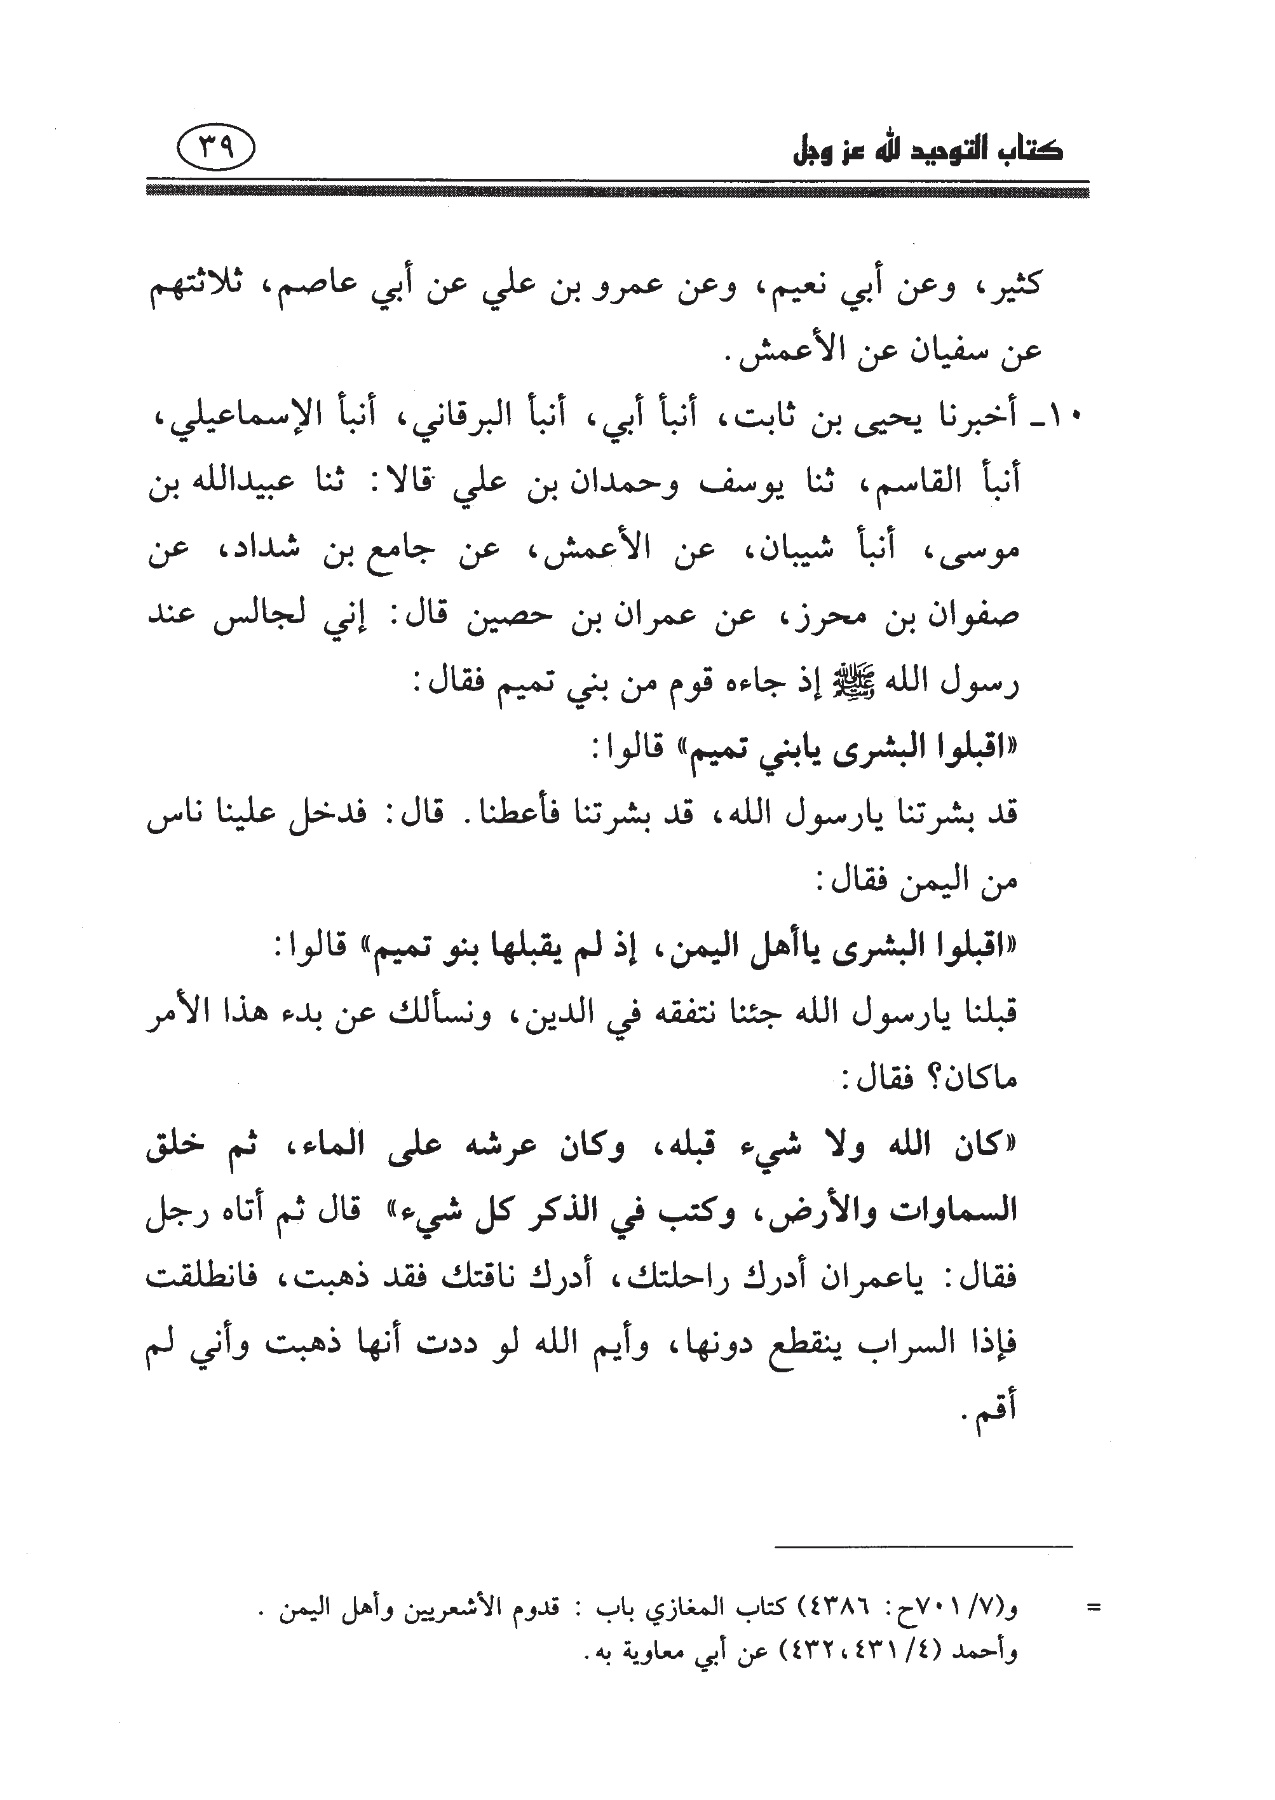 كتاب التوحيد لله عز وجل
٣٩
كثير، وعن أبي نعيم، وعن عمرو بن علي عن أبي عاصم، ثلاثتهم
عن سفيان عن الأعمش.
١٠ـ أخبرنا يحيى بن ثابت، أنبأ أبي، أنبأ البرقاني، أنبأ الإسماعيلي،
أنبأ القاسم، ثنا يوسف وحمدان بن علي قالا: ثنا عبيدالله بن
موسى، أنبأ شيبان، عن الأعمش، عن جامع بن شداد، عن
صفوان بن محرز، عن عمران بن حصين قال: إني لجالس عند
رسول الله ﷺ إذ جاءه قوم من بني تميم فقال:
«اقبلوا البشرى يابني تميم» قالوا:
قد بشرتنا يارسول الله، قد بشرتنا فأعطنا. قال: فدخل علينا ناس
من اليمن فقال:
«اقبلوا البشرى ياأهل اليمن، إذ لم يقبلها بنو تميم» قالوا:
قبلنا يارسول الله جئنا نتفقه في الدين، ونسألك عن بدء هذا الأمر
ماكان؟ فقال:
«كان الله ولا شيء قبله، وكان عرشه على الماء، ثم خلق
السماوات والأرض، وكتب في الذكر كل شيء» قال ثم أتاه رجل
فقال: ياعمران أدرك راحلتك، أدرك ناقتك فقد ذهبت، فانطلقت
فإذا السراب ينقطع دونها، وأيم الله لو ددت أنها ذهبت وأني لم
أقم.
= و(٧/ ٧٠١ح: ٤٣٨٦) كتاب المغازي باب : قدوم الأشعريين وأهل اليمن .
وأحمد (٤/ ٤٣١، ٤٣٢) عن أبي معاوية به.